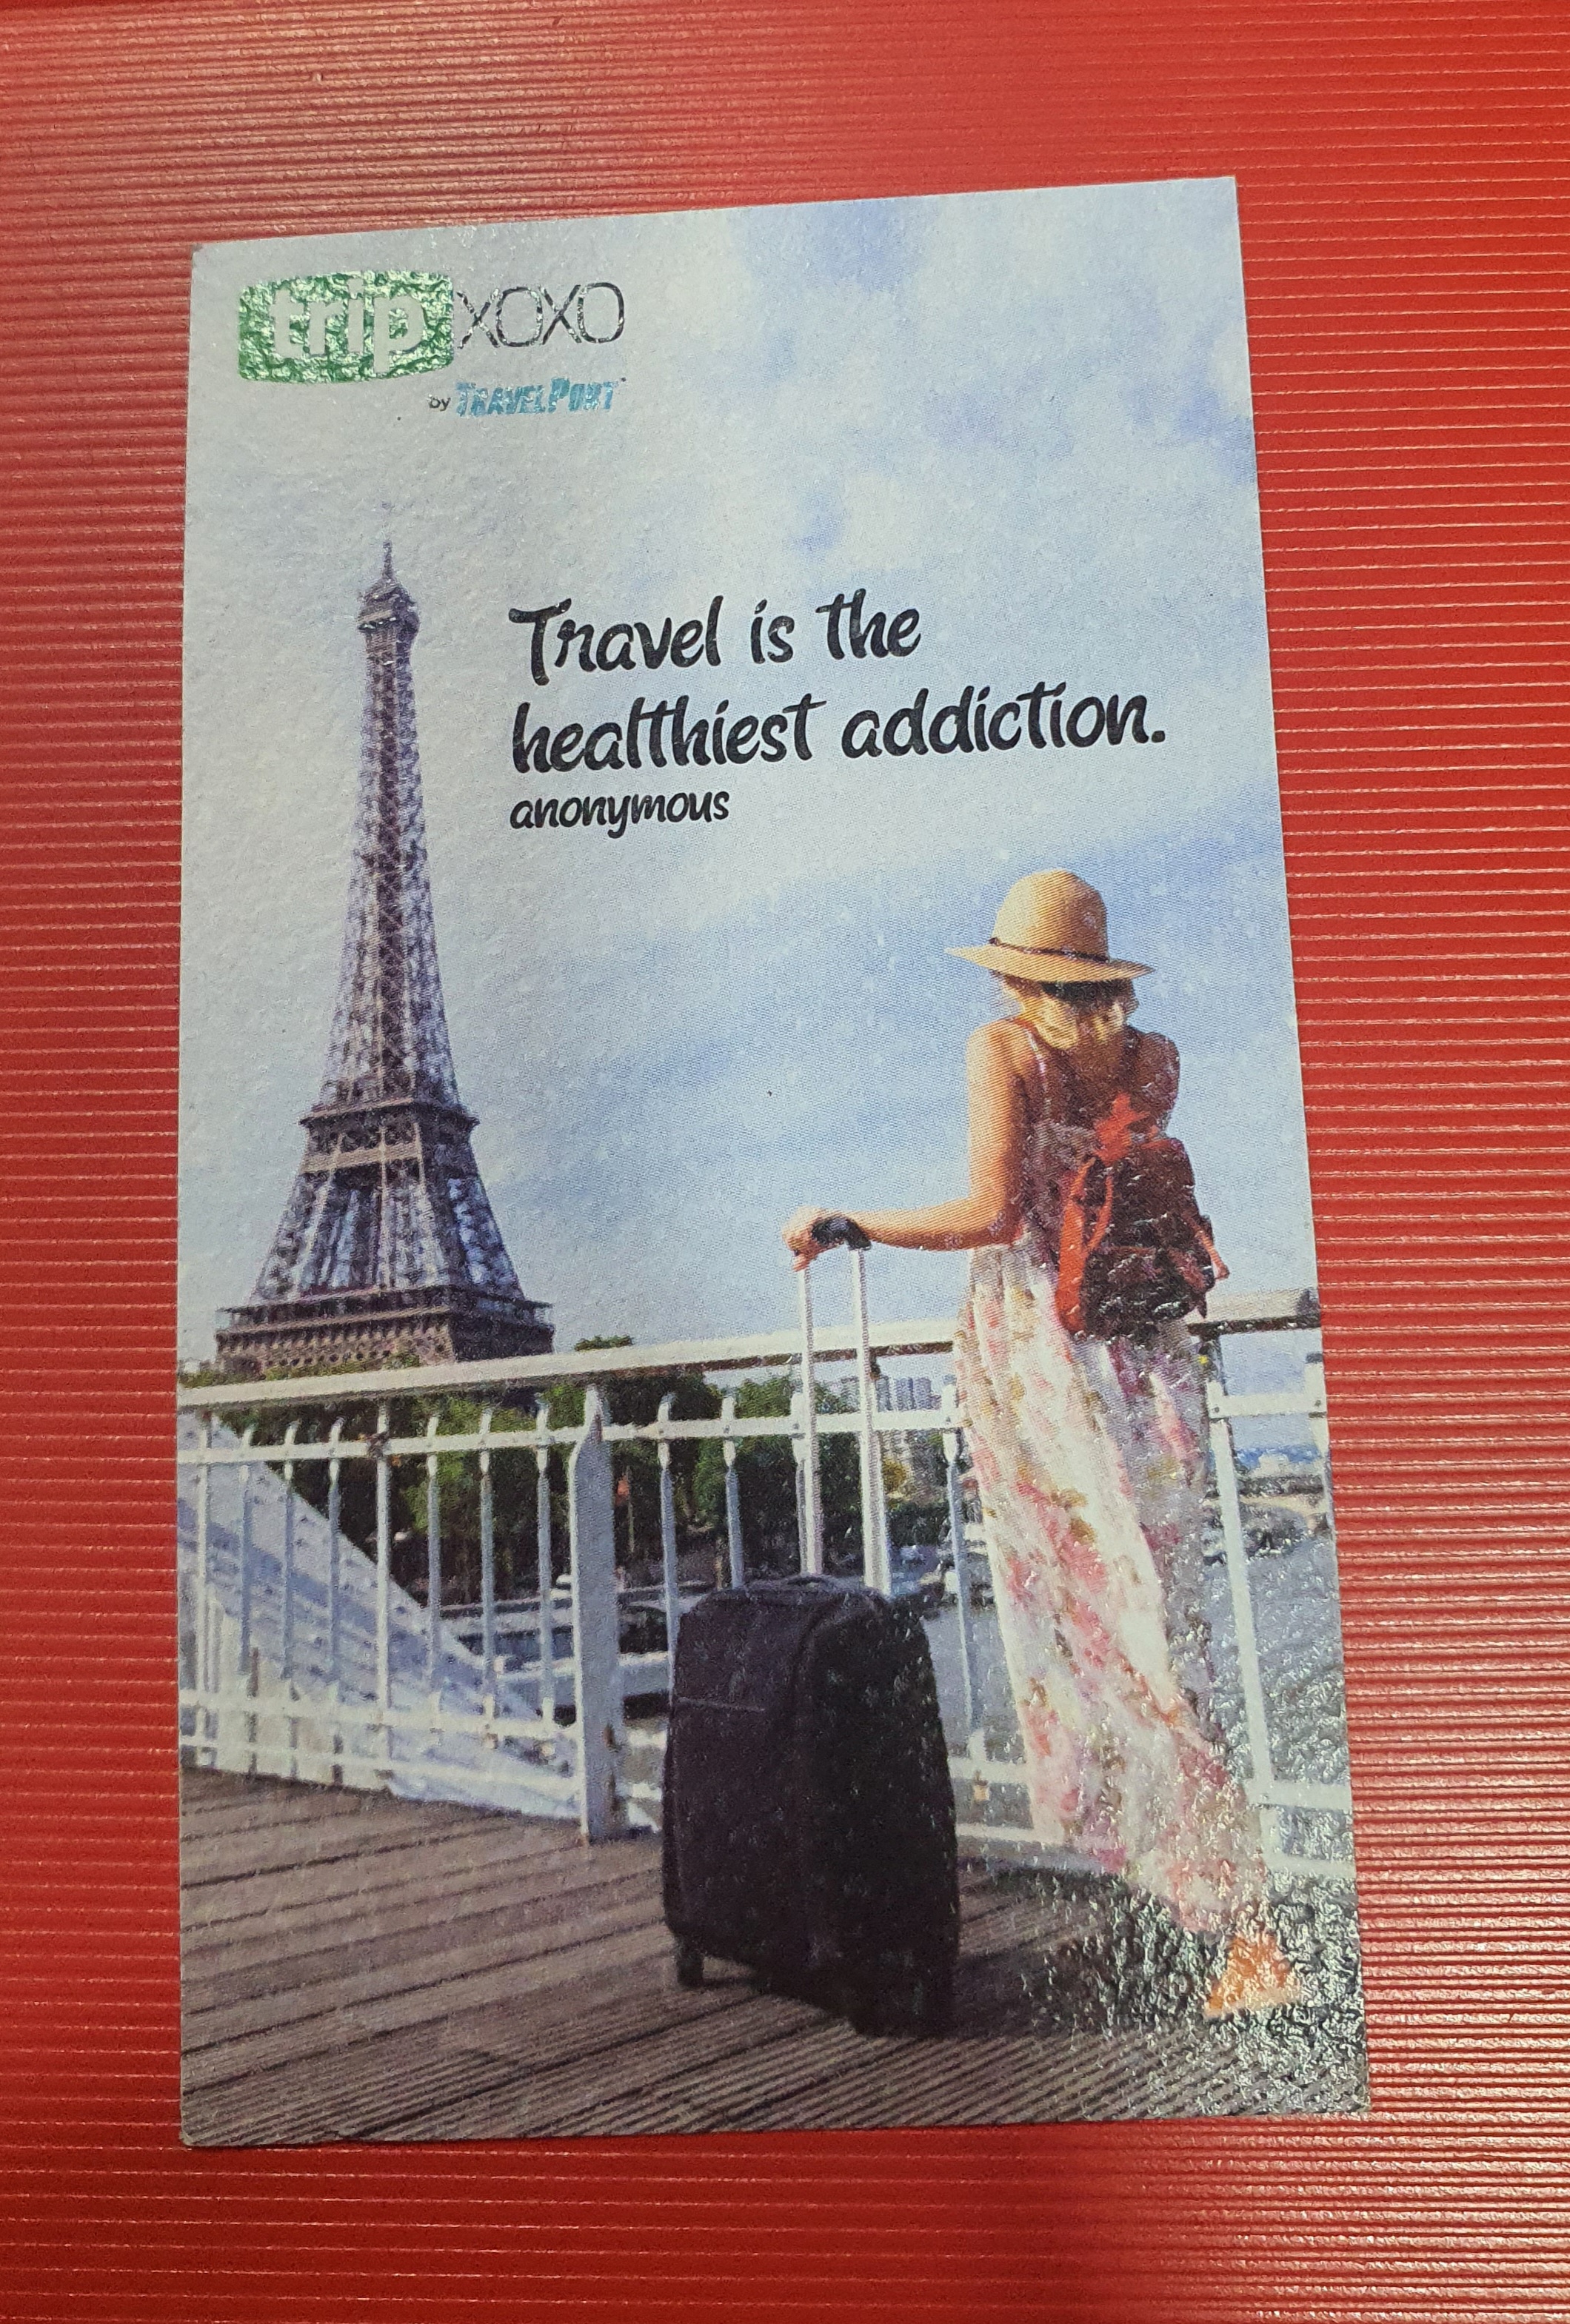 trip XOXO
by TRAVELPORT
Travel is the
healthiest addiction.
anonymous